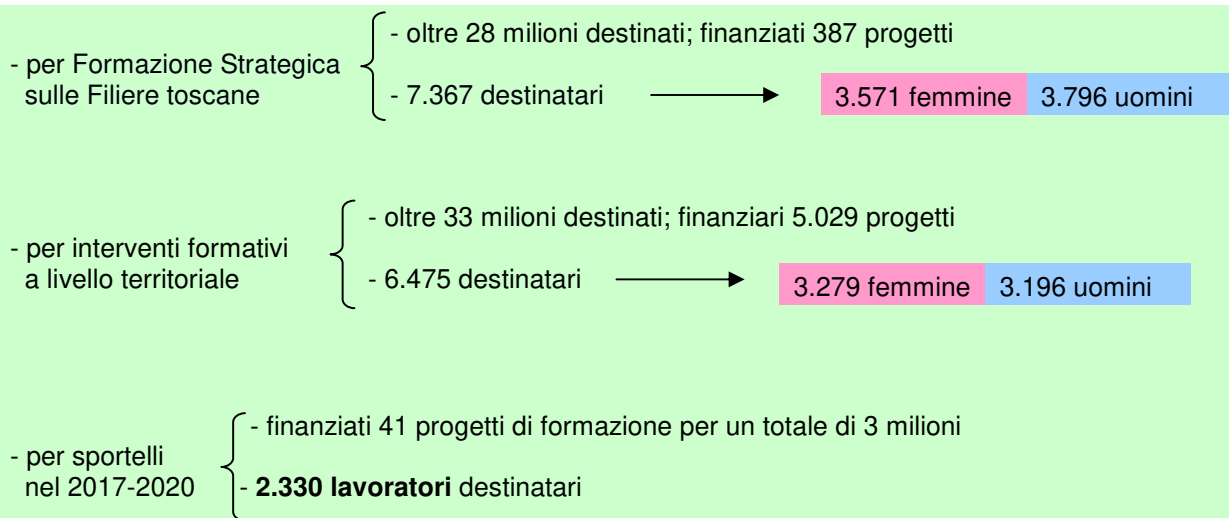 - per Formazione Strategica
sulle Filiere toscane
- oltre 28 milioni destinati; finanziati 387 progetti
- 7.367 destinatari
3.571 femmine
3.796 uomini
- per interventi formativi
a livello territoriale
- oltre 33 milioni destinati; finanziari 5.029 progetti
- 6.475 destinatari
3.279 femmine
3.196 uomini
- per sportelli
nel 2017-2020
- finanziati 41 progetti di formazione per un totale di 3 milioni
- 2.330 lavoratori destinatari